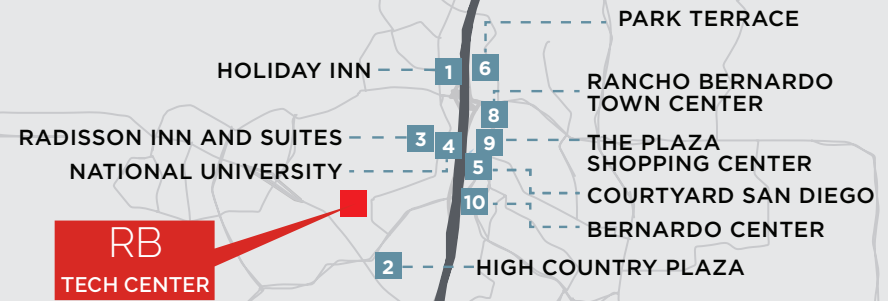 PARK TERRACE
HOLIDAY INN
1
6
RANCHO BERNARDO
TOWN CENTER
8
RADISSON INN AND SUITES
3
4
9
THE PLAZA
SHOPPING CENTER
NATIONAL UNIVERSITY
5
COURTYARD SAN DIEGO
10
BERNARDO CENTER
RB
TECH CENTER
2
HIGH COUNTRY PLAZA